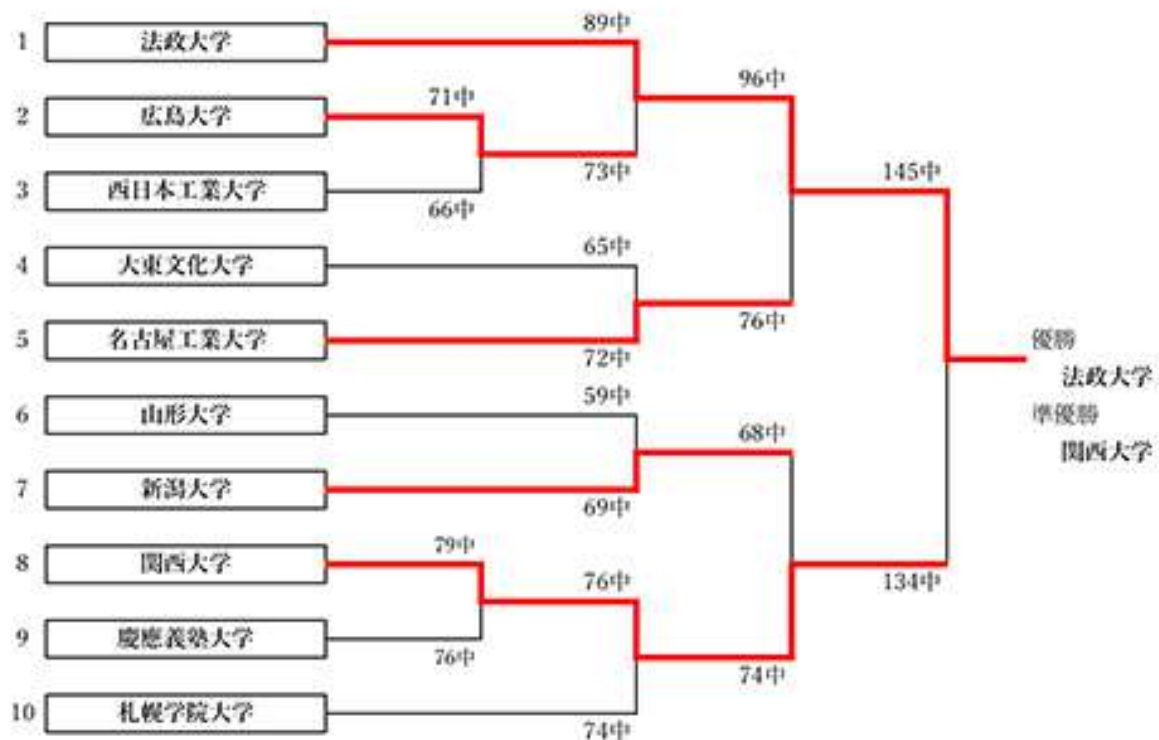 89中
1 法政大学
96中
71中
2 広島大学
73中
145中
3 西日本工業大学
66中
65中
4 大東文化大学
76中
優勝
5 名古屋工業大学
72中
法政大学
59中
準優勝
6 山形大学
68中
関西大学
7 新潟大学
69中
79中
8 関西大学
76中
134中
9 慶應義塾大学
76中
74中
10 札幌学院大学
74中